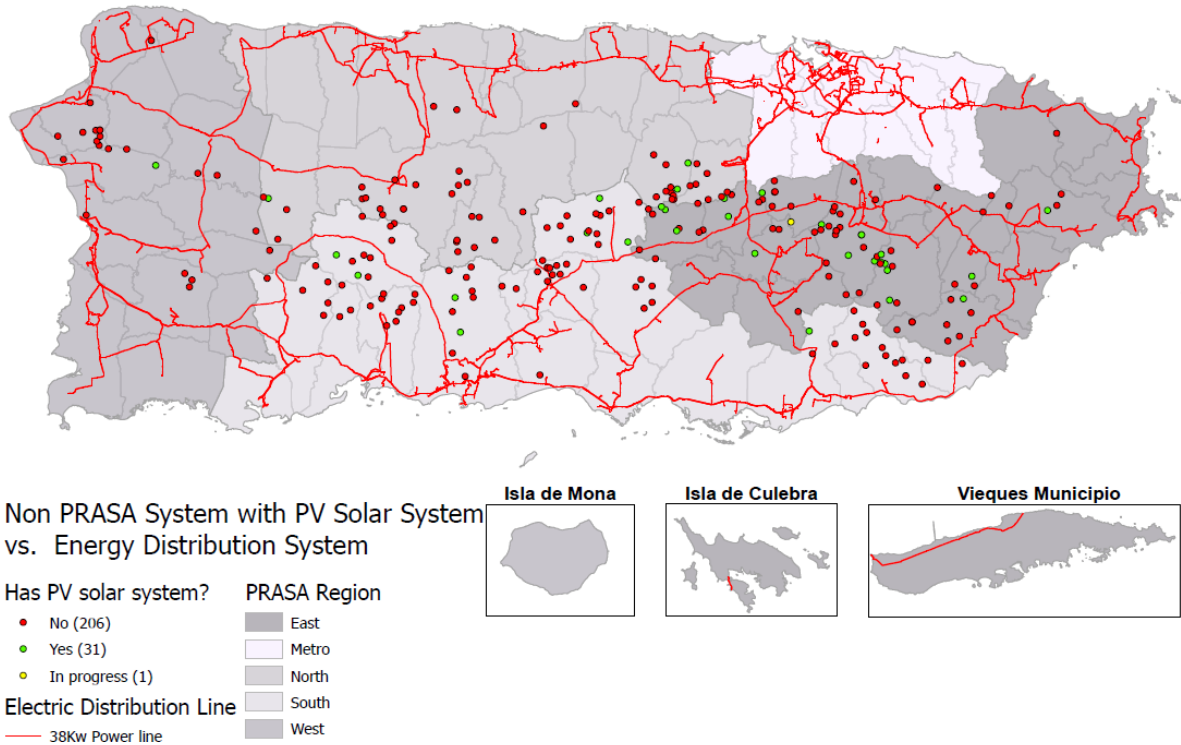 Isla de Mona
Isla de Culebra
Vieques Municipio
Non PRASA System with PV Solar System
vs. Energy Distribution System
Has PV solar system?
No (206)
Yes (31)
In progress (1)
Electric Distribution Line
38Kw Power line
PRASA Region
East
Metro
North
South
West